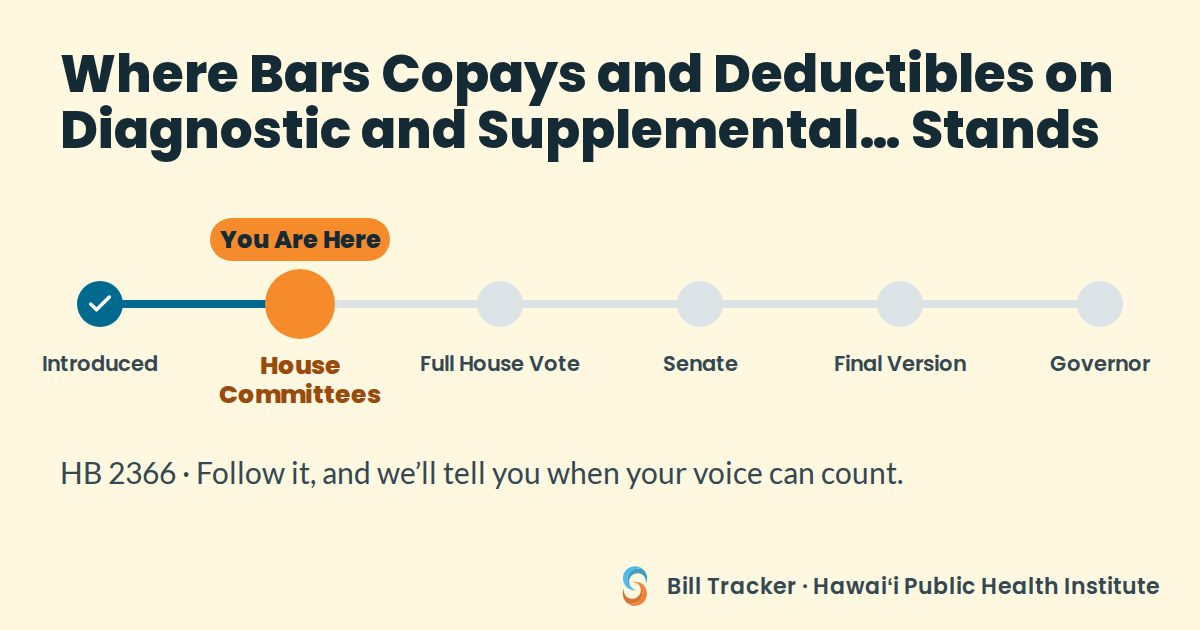 Where Bars Copays and Deductibles on
Diagnostic and Supplemental… Stands
You Are Here
Introduced
House
Committees
Full House Vote
Senate
Final Version
Governor
HB 2366 · Follow it, and we’ll tell you when your voice can count.
Bill Tracker · Hawaiʻi Public Health Institute